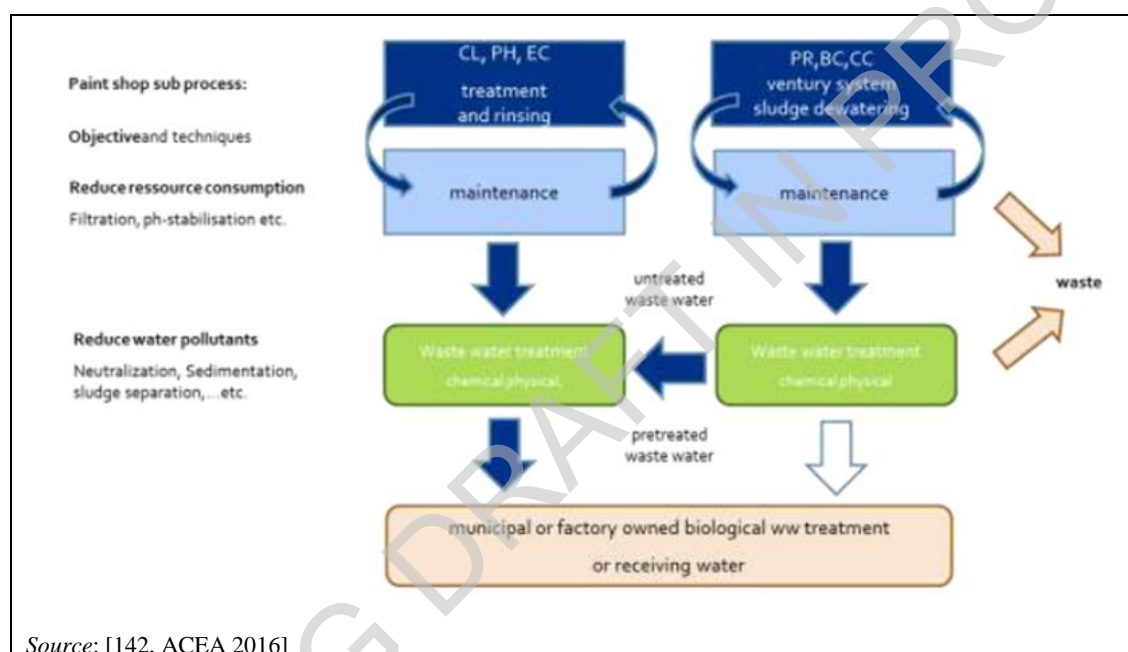 Paint shop sub process:
Objectiveand techniques
Reduce ressource consumption
Filtration, ph-stabilisation etc.
Reduce water pollutants
Neutralization, Sedimentation,
sludge separation,...etc.
CL, PH, EC
treatment
and rinsing
maintenance
PR,BC,CC
ventury system
sludge dewatering
maintenance
untreated
waste water
waste
Waste water treatment
chemical physical,
Waste water treatment
chemical physical
pretreated
waste water
municipal or factory owned biological ww treatment
or receiving water
Source: [142, ACEA 2016]
G DRAFT IN PRO